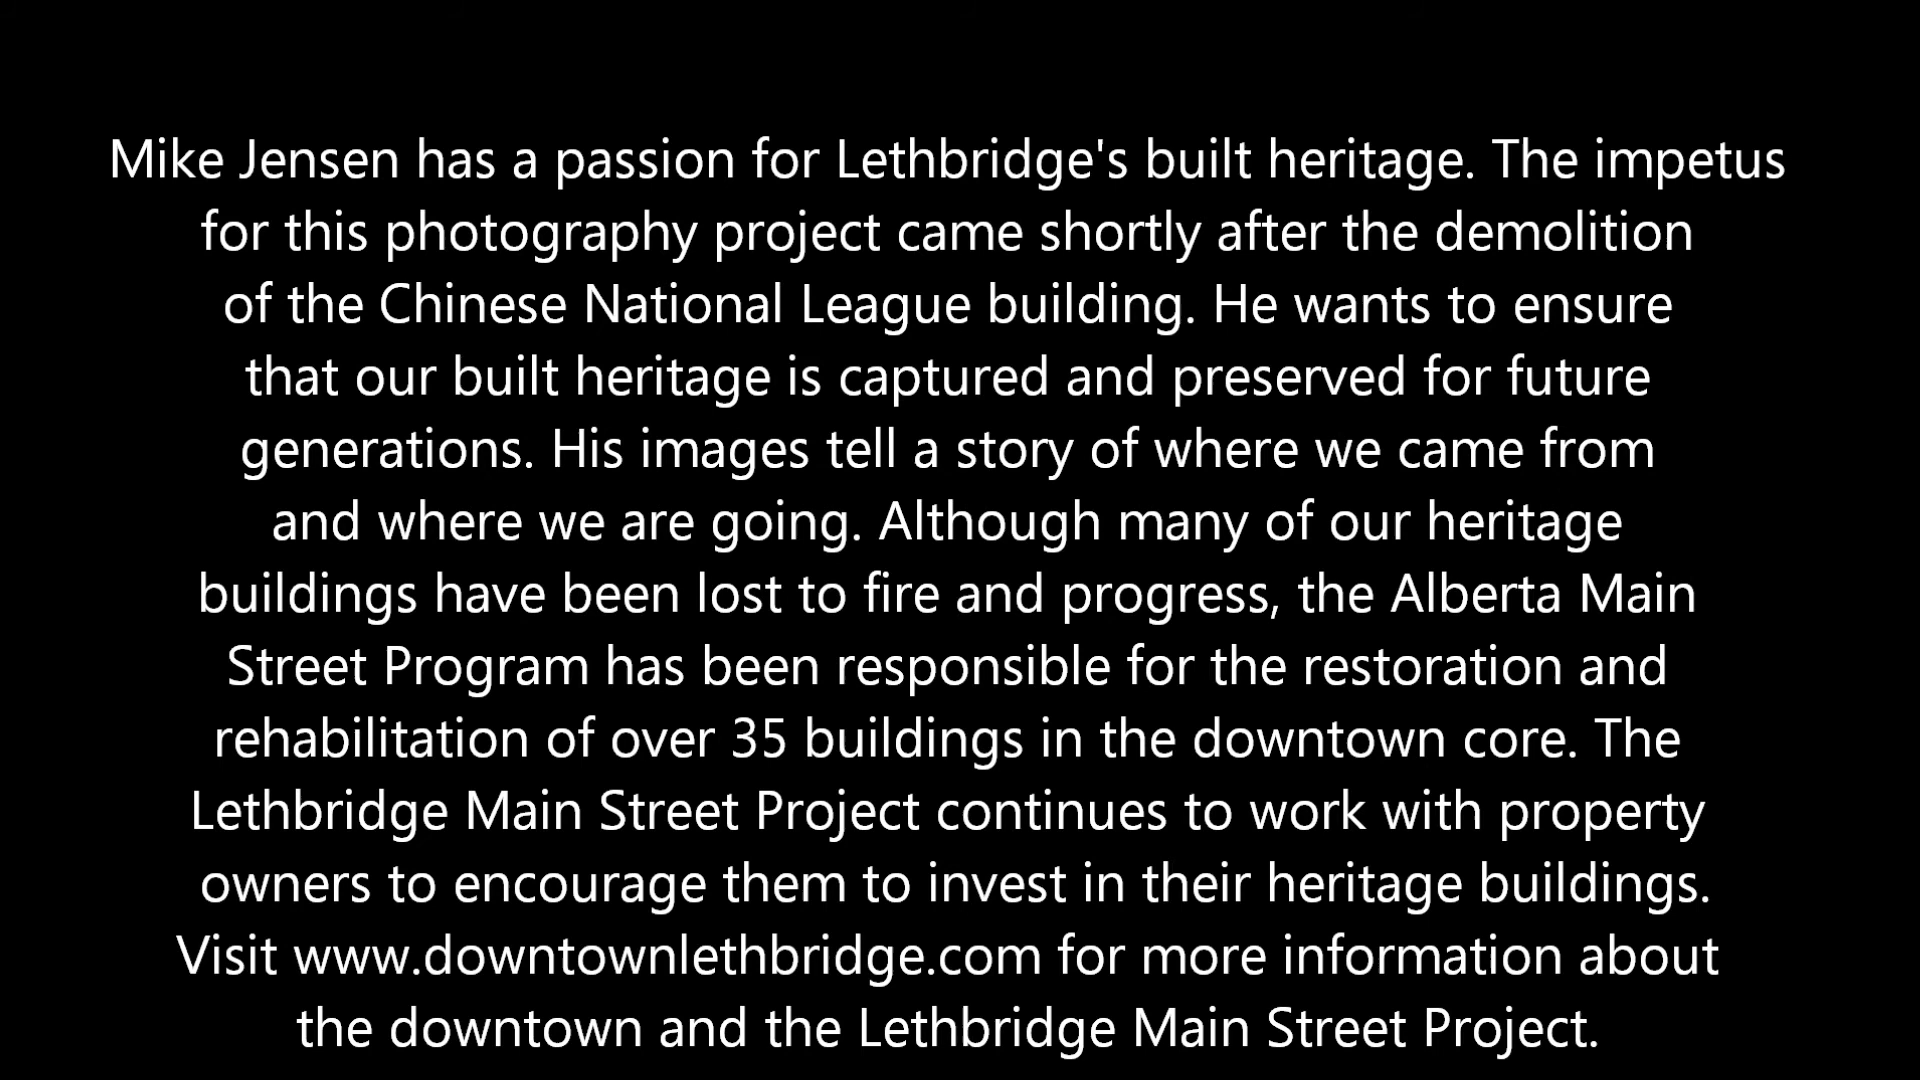 Mike Jensen has a passion for Lethbridge's built heritage. The impetus
for this photography project came shortly after the demolition
of the Chinese National League building. He wants to ensure
that our built heritage is captured and preserved for future
generations. His images tell a story of where we came from
and where we are going. Although many of our heritage
buildings have been lost to fire and progress, the Alberta Main
Street Program has been responsible for the restoration and
rehabilitation of over 35 buildings in the downtown core. The
Lethbridge Main Street Project continues to work with property
owners to encourage them to invest in their heritage buildings.
Visit www.downtownlethbridge.com for more information about
the downtown and the Lethbridge Main Street Project.